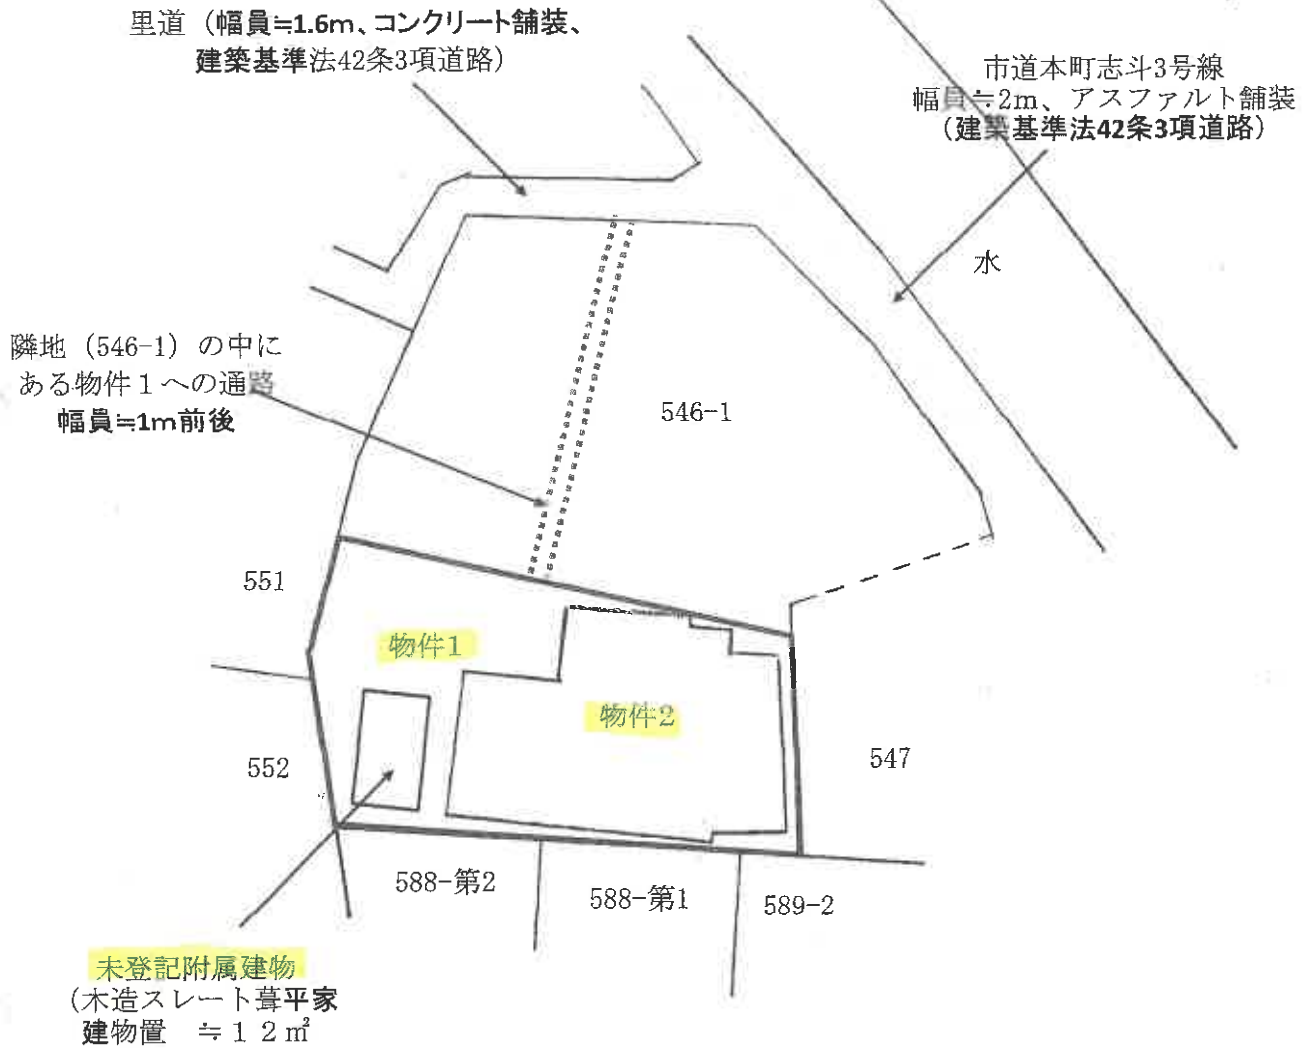 里道（幅員≒1.6m、コンクリート舗装、
建築基準法42条3項道路）
市道本町志斗3号線
幅員≒2m、アスファルト舗装
（建築基準法42条3項道路）
水
隣地（546-1）の中に
ある物件1への通路
幅員≒1m前後
546-1
551
物件1
物件2
552
547
588-第2
588-第1
589-2
未登記附属建物
（木造スレート葺平家
建物置　≒12㎡